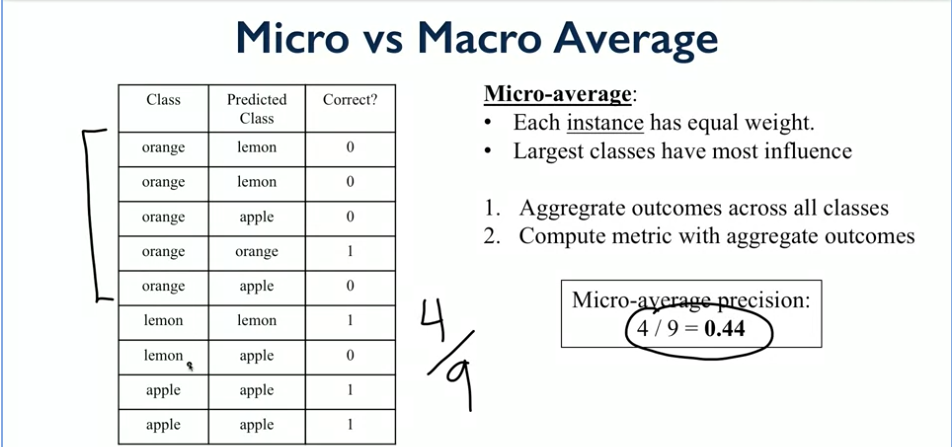 Micro vs Macro Average
Class Predicted Class Correct?
orange lemon 0
orange lemon 0
orange apple 0
orange orange 1
orange apple 0
lemon lemon 1
lemon apple 0
apple apple 1
apple apple 1
4/9
Micro-average:
• Each instance has equal weight.
• Largest classes have most influence
1. Aggregrate outcomes across all classes
2. Compute metric with aggregate outcomes
Micro-average precision:
4 / 9 = 0.44